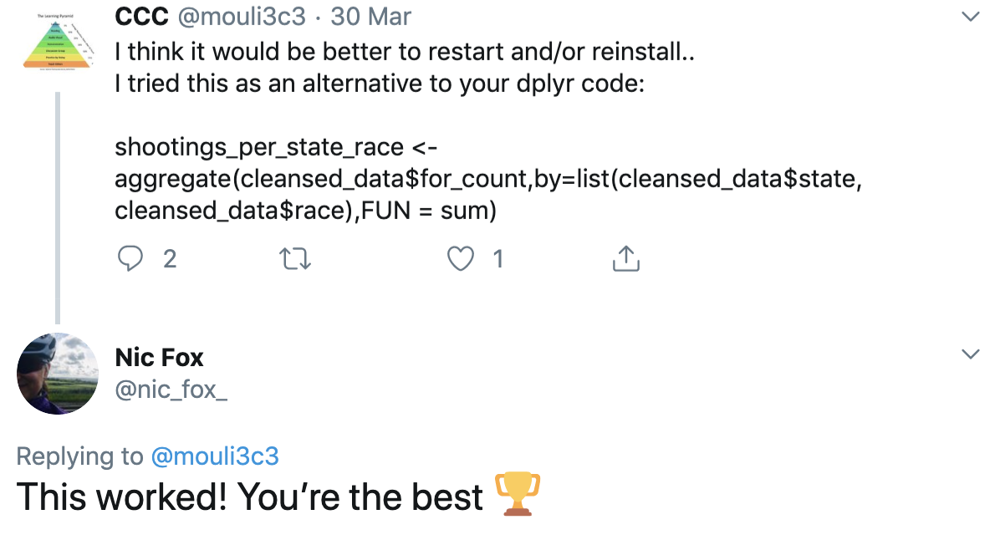 The Learning Pyramid
CCC @mouli3c3 · 30 Mar
I think it would be better to restart and/or reinstall..
I tried this as an alternative to your dplyr code:
shootings_per_state_race <-
aggregate(cleansed_data$for_count,by=list(cleansed_data$state,
cleansed_data$race),FUN = sum)
2 1
Nic Fox
@nic_fox_
Replying to @mouli3c3
This worked! You’re the best 🏆